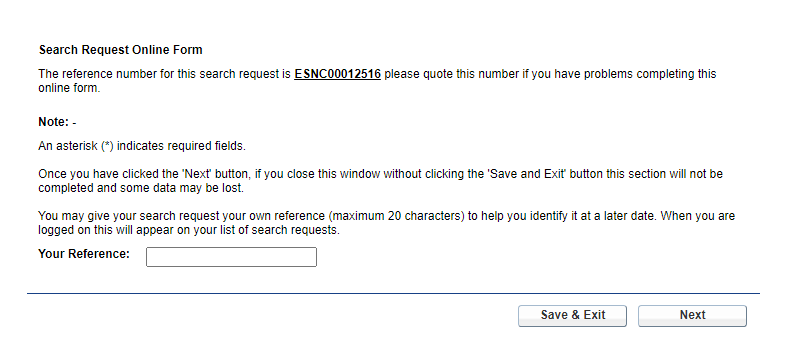 Search Request Online Form
The reference number for this search request is ESNC00012516 please quote this number if you have problems completing this
online form.
Note: -
An asterisk (*) indicates required fields.
Once you have clicked the 'Next' button, if you close this window without clicking the 'Save and Exit' button this section will not be
completed and some data may be lost.
You may give your search request your own reference (maximum 20 characters) to help you identify it at a later date. When you are
logged on this will appear on your list of search requests.
Your Reference:
Save & Exit
Next